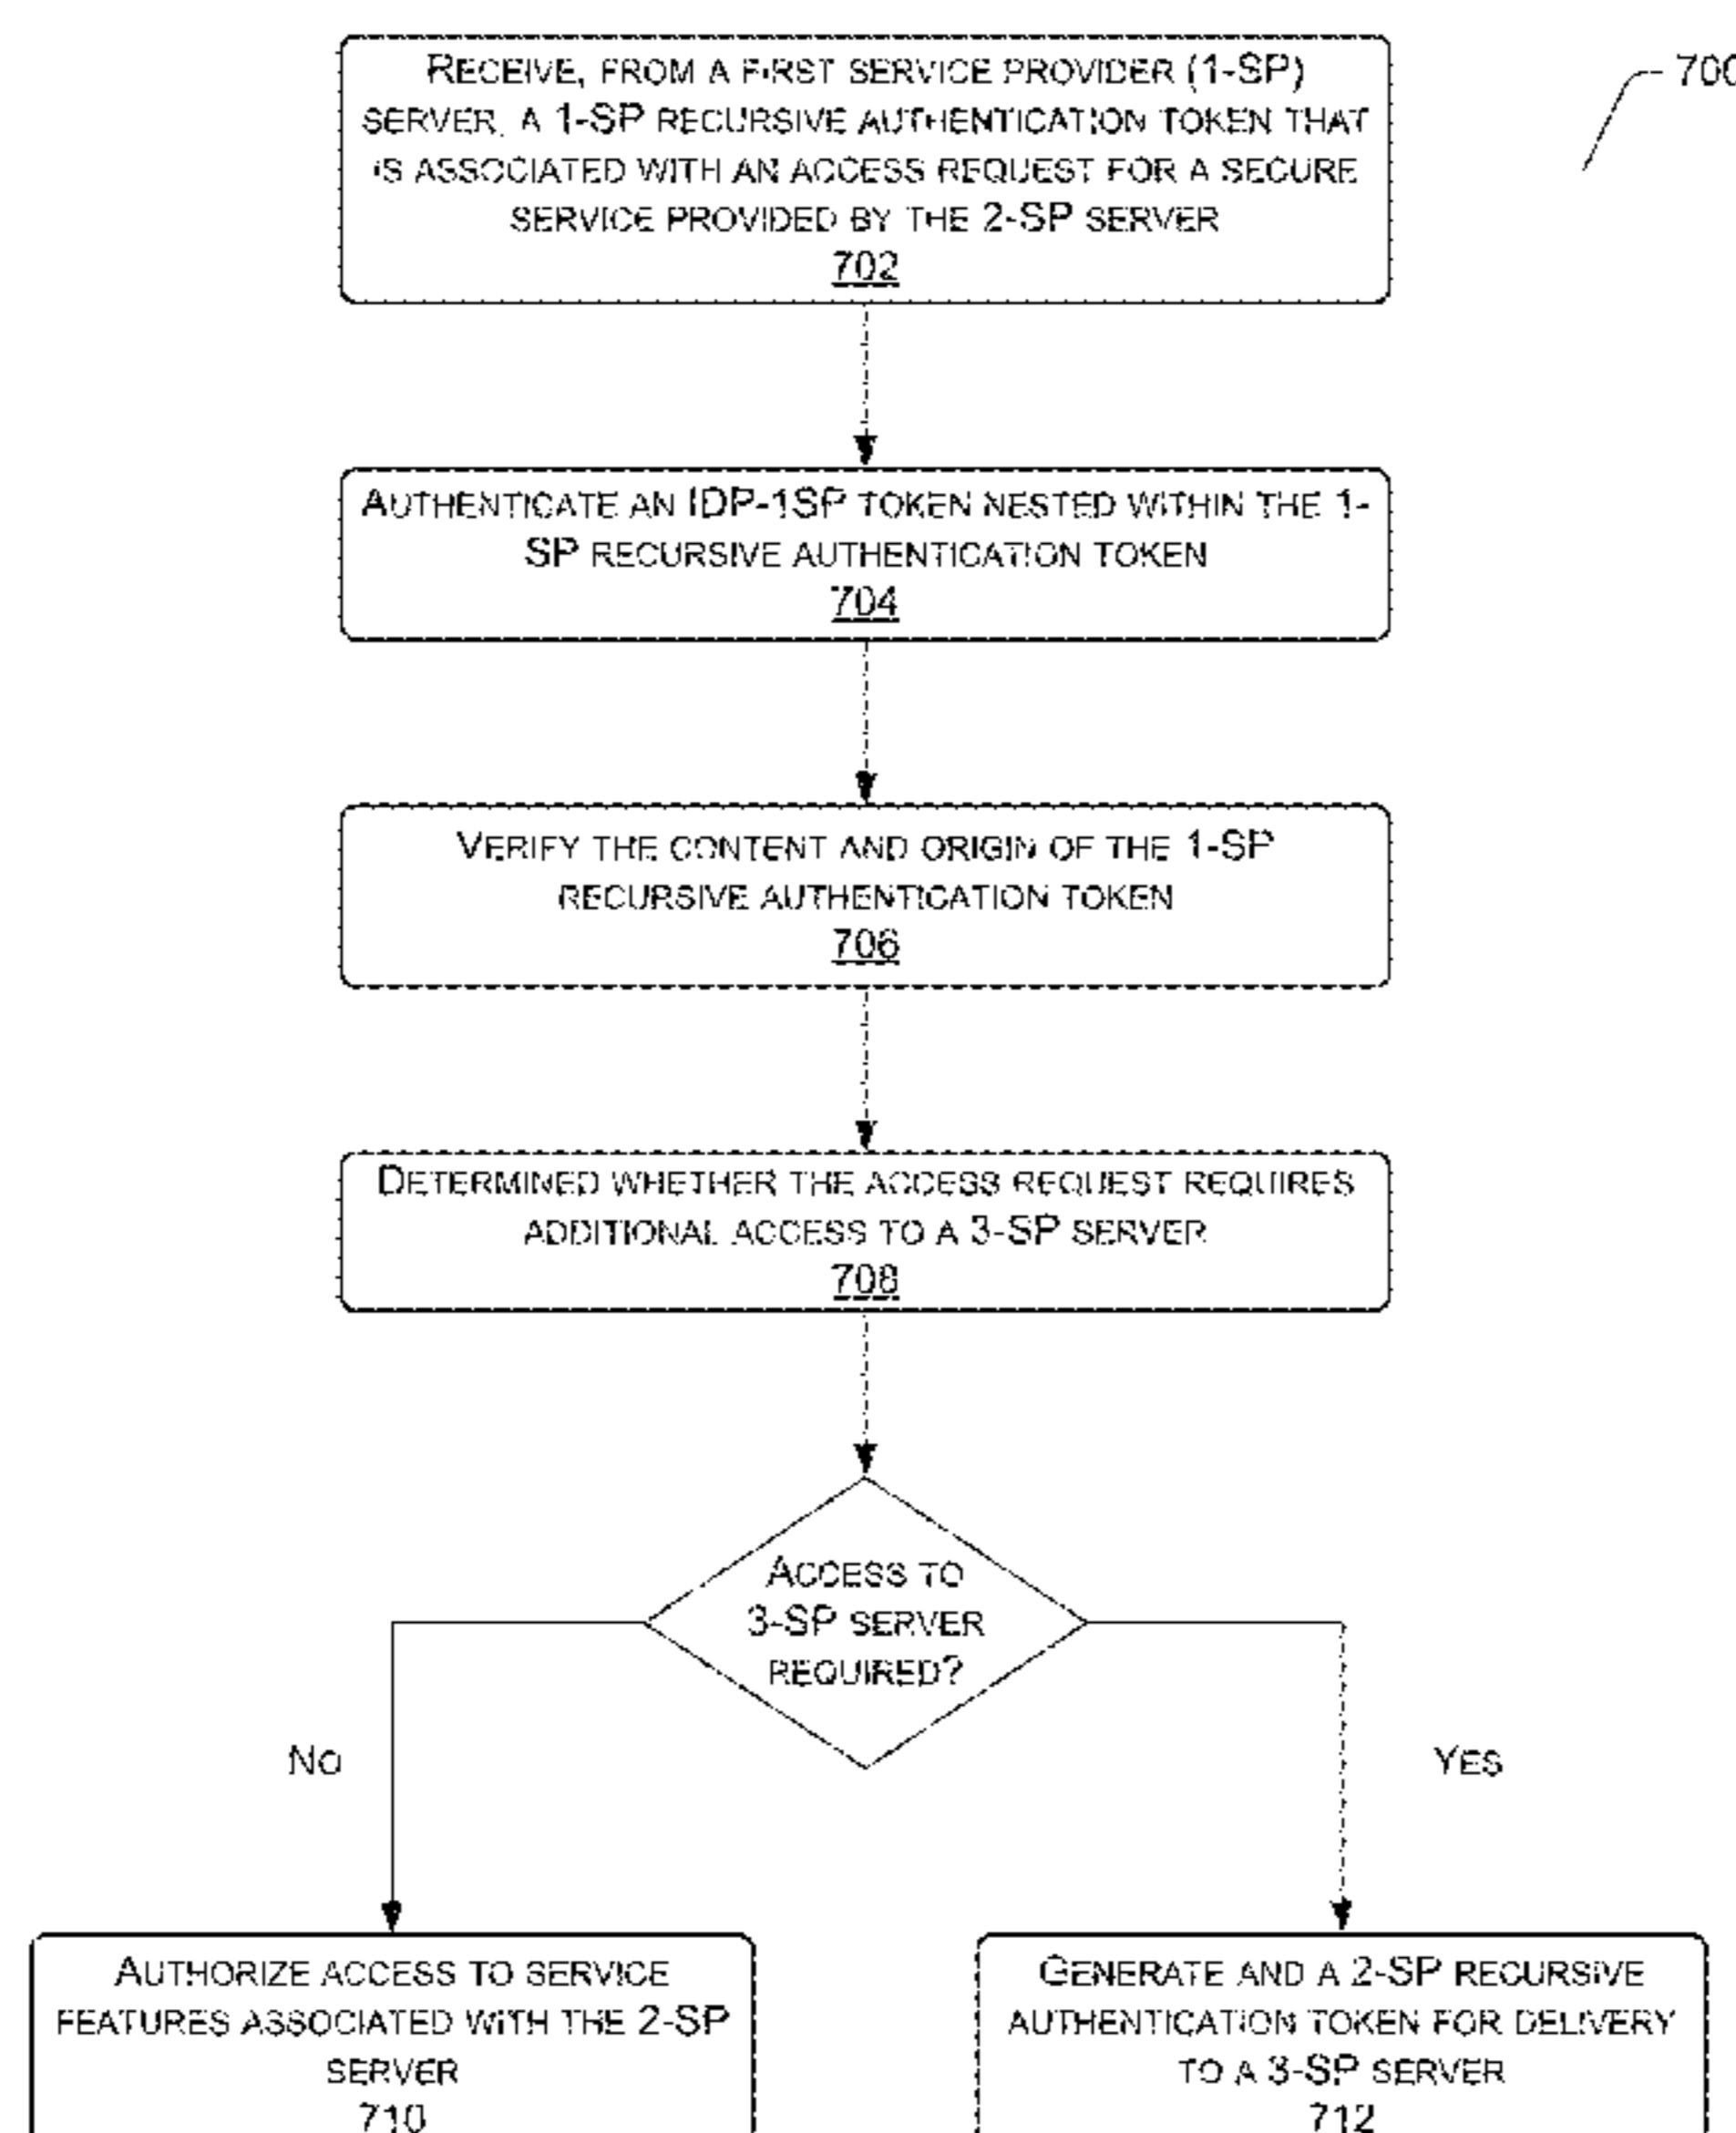 RECEIVE, FROM A FIRST SERVICE PROVIDER (1-SP)
SERVER, A 1-SP RECURSIVE AUTHENTICATION TOKEN THAT
IS ASSOCIATED WITH AN ACCESS REQUEST FOR A SECURE
SERVICE PROVIDED BY THE 2-SP SERVER
702
700
AUTHENTICATE AN IDP-1SP TOKEN NESTED WITHIN THE 1-
SP RECURSIVE AUTHENTICATION TOKEN
704
VERIFY THE CONTENT AND ORIGIN OF THE 1-SP
RECURSIVE AUTHENTICATION TOKEN
706
DETERMINED WHETHER THE ACCESS REQUEST REQUIRES
ADDITIONAL ACCESS TO A 3-SP SERVER
708
ACCESS TO
3-SP SERVER
REQUIRED?
NO
YES
AUTHORIZE ACCESS TO SERVICE
FEATURES ASSOCIATED WITH THE 2-SP
SERVER
710
GENERATE AND A 2-SP RECURSIVE
AUTHENTICATION TOKEN FOR DELIVERY
TO A 3-SP SERVER
712